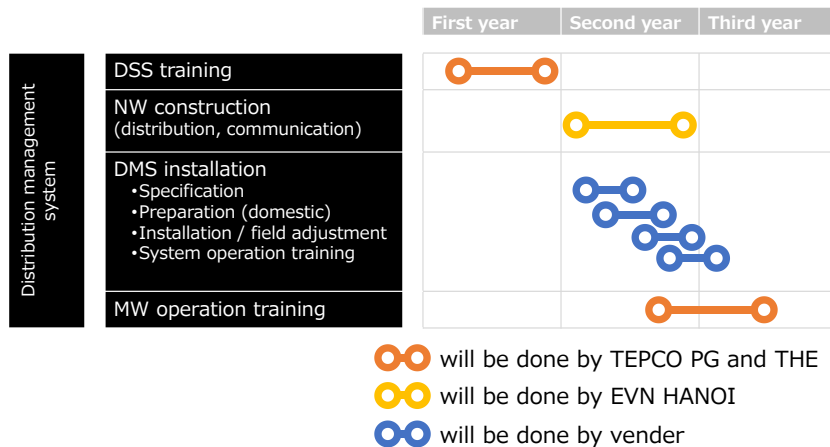 First year
Second year
Third year
Distribution management
system
DSS training
NW construction
(distribution, communication)
DMS installation
•Specification
•Preparation (domestic)
•Installation / field adjustment
•System operation training
MW operation training
will be done by TEPCO PG and THE
will be done by EVN HANOI
will be done by vender